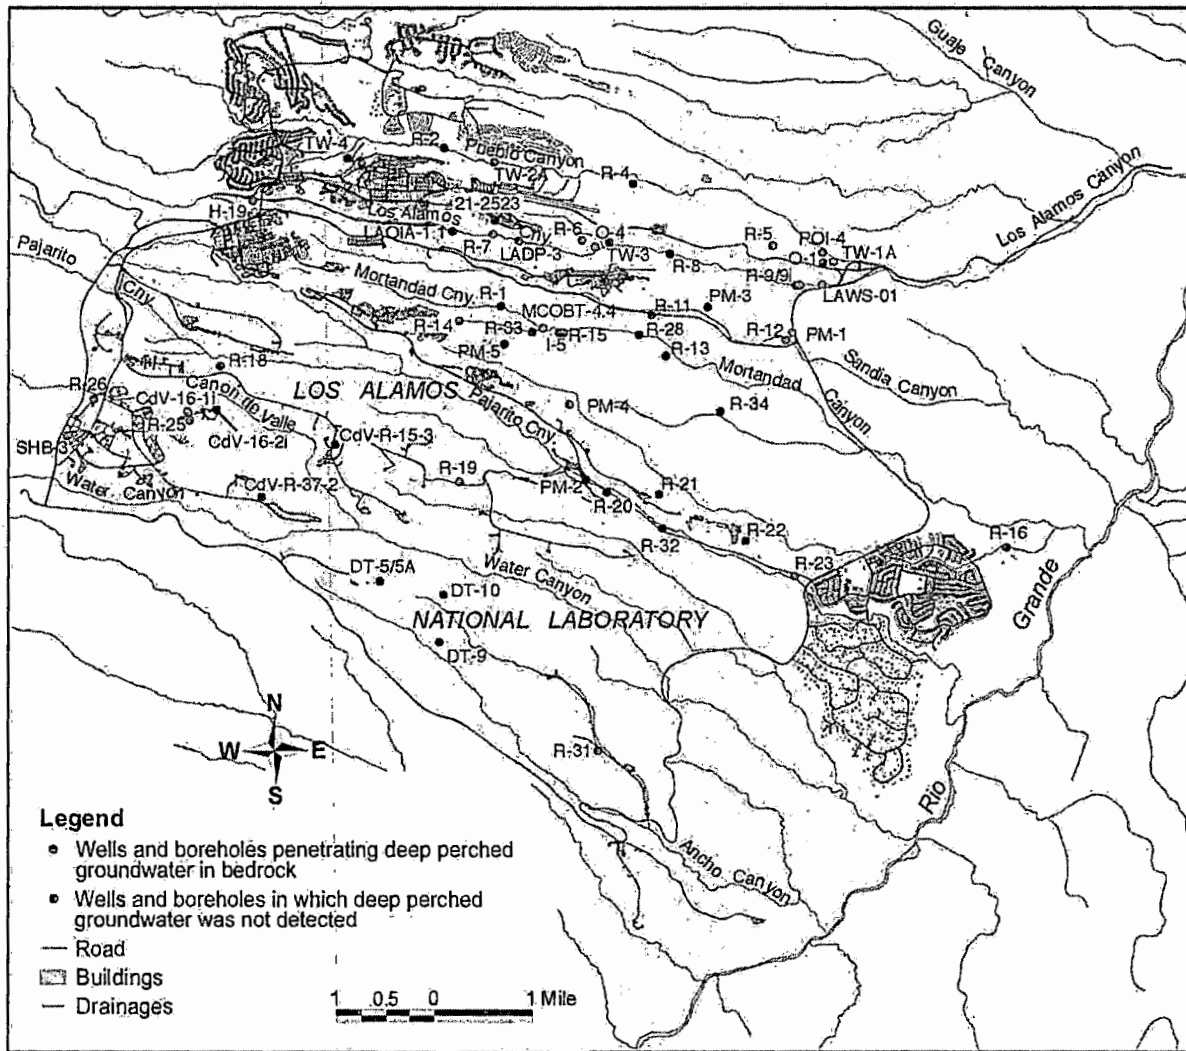 Guaje
Canyon
TW-4
R-2
Pueblo Canyon
TW-2A
R-4
Los Alamos Canyon
21-2523
H-19
Los Alamos
Cny.
LAOIA-1.1
R-7
LADP-3
R-6
O-4
TW-3
R-8
R-5
POI-4
O-1
TW-1A
R-9/9i
LAWS-01
Pajarito
Cny.
Mortandad Cny.
R-1
MCOBT-4.4
R-11
PM-3
R-14
R-33
I-5
R-15
R-28
R-12
PM-1
PM-5
R-13
Mortandad
Canyon
Sandia Canyon
R-18
R-26
CdV-16-1i
Canon de Valle
LOS ALAMOS
Pajarito Cny.
PM-4
R-34
R-25
CdV-16-2i
CdV-R-15-3
SHB-3
Water
Canyon
CdV-R-37-2
R-19
PM-2
R-20
R-21
R-32
R-22
R-23
R-16
DT-5/5A
Water Canyon
DT-10
NATIONAL LABORATORY
DT-9
Rio
Grande
R-31
Ancho Canyon
N
W E
S
Legend
Wells and boreholes penetrating deep perched
groundwater in bedrock
Wells and boreholes in which deep perched
groundwater was not detected
Road
Buildings
Drainages
1 0.5 0 1 Mile